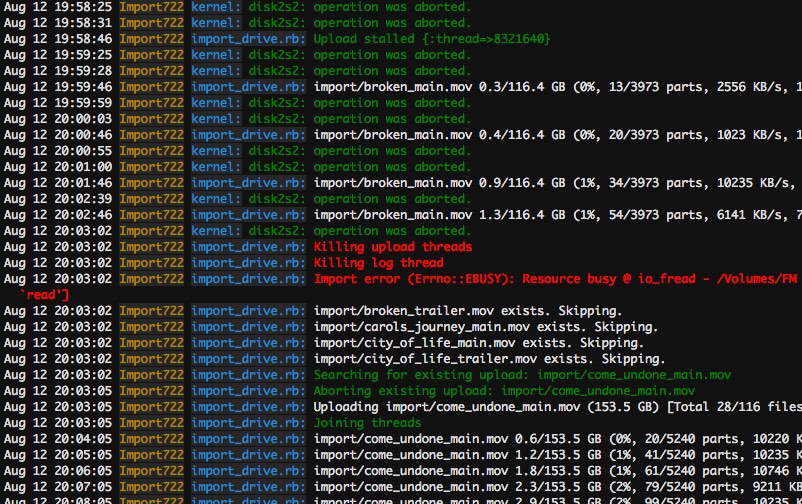 Aug 12 19:58:25 Import722 kernel: disk2s2: operation was aborted.
Aug 12 19:58:31 Import722 kernel: disk2s2: operation was aborted.
Aug 12 19:58:46 Import722 import_drive.rb: Upload stalled {:thread=>8321640}
Aug 12 19:59:25 Import722 kernel: disk2s2: operation was aborted.
Aug 12 19:59:28 Import722 kernel: disk2s2: operation was aborted.
Aug 12 19:59:46 Import722 import_drive.rb: import/broken_main.mov 0.3/116.4 GB (0%, 13/3973 parts, 2556 KB/s, 1
Aug 12 19:59:59 Import722 kernel: disk2s2: operation was aborted.
Aug 12 20:00:03 Import722 kernel: disk2s2: operation was aborted.
Aug 12 20:00:46 Import722 import_drive.rb: import/broken_main.mov 0.4/116.4 GB (0%, 20/3973 parts, 1023 KB/s, 1
Aug 12 20:00:55 Import722 kernel: disk2s2: operation was aborted.
Aug 12 20:01:00 Import722 kernel: disk2s2: operation was aborted.
Aug 12 20:01:46 Import722 import_drive.rb: import/broken_main.mov 0.9/116.4 GB (1%, 34/3973 parts, 10235 KB/s,
Aug 12 20:02:39 Import722 kernel: disk2s2: operation was aborted.
Aug 12 20:02:46 Import722 import_drive.rb: import/broken_main.mov 1.3/116.4 GB (1%, 54/3973 parts, 6141 KB/s, 7
Aug 12 20:03:02 Import722 kernel: disk2s2: operation was aborted.
Aug 12 20:03:02 Import722 import_drive.rb: Killing upload threads
Aug 12 20:03:02 Import722 import_drive.rb: Killing log thread
Aug 12 20:03:02 Import722 import_drive.rb: Import error (Errno::EBUSY): Resource busy @ io_fread - /Volumes/FM
`read']
Aug 12 20:03:02 Import722 import_drive.rb: import/broken_trailer.mov exists. Skipping.
Aug 12 20:03:02 Import722 import_drive.rb: import/carols_journey_main.mov exists. Skipping.
Aug 12 20:03:02 Import722 import_drive.rb: import/city_of_life_main.mov exists. Skipping.
Aug 12 20:03:02 Import722 import_drive.rb: import/city_of_life_trailer.mov exists. Skipping.
Aug 12 20:03:02 Import722 import_drive.rb: Searching for existing upload: import/come_undone_main.mov
Aug 12 20:03:05 Import722 import_drive.rb: Aborting existing upload: import/come_undone_main.mov
Aug 12 20:03:05 Import722 import_drive.rb: Uploading import/come_undone_main.mov (153.5 GB) [Total 28/116 files
Aug 12 20:03:05 Import722 import_drive.rb: Joining threads
Aug 12 20:04:05 Import722 import_drive.rb: import/come_undone_main.mov 0.6/153.5 GB (0%, 20/5240 parts, 10220 K
Aug 12 20:05:05 Import722 import_drive.rb: import/come_undone_main.mov 1.2/153.5 GB (1%, 41/5240 parts, 10235 K
Aug 12 20:06:05 Import722 import_drive.rb: import/come_undone_main.mov 1.8/153.5 GB (1%, 61/5240 parts, 10746 K
Aug 12 20:07:05 Import722 import_drive.rb: import/come_undone_main.mov 2.3/153.5 GB (2%, 79/5240 parts, 9211 KB
Aug 12 20:08:05 Import722 import_drive.rb: import/come_undone_main.mov 2.9/153.5 GB (2%, 99/5240 parts, 10235